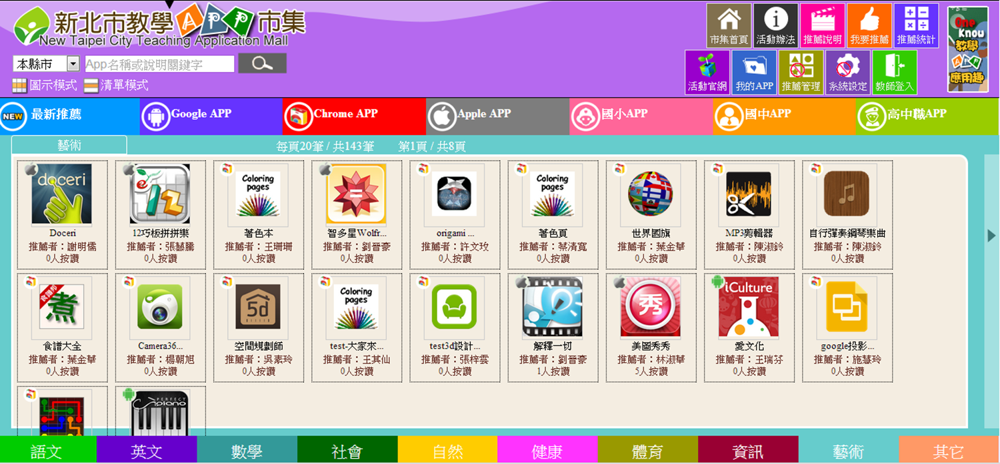 新北市教學APP市集
New Taipei City Teaching Application Mall
本縣市
App名稱或說明關鍵字
圖示模式
清單模式
市集首頁
活動辦法
推薦說明
我要推薦
推薦統計
活動官網
我的APP
推薦管理
系統設定
教師登入
One
Know
教學
APP
應用趣
NEW
最新推薦
Google APP
Chrome APP
Apple APP
國小APP
國中APP
高中職APP
藝術
每頁20筆 / 共143筆
第1頁 / 共8頁
doceri
Doceri
推薦者：謝明儒
0人按讚
12巧板拼拼樂
推薦者：張藝騰
0人按讚
Coloring
pages
著色本
推薦者：王珊珊
0人按讚
智多星Wolfr...
推薦者：劉晉豪
0人按讚
origami ...
推薦者：許文玫
0人按讚
Coloring
pages
著色頁
推薦者：蔡清寬
0人按讚
世界國旗
推薦者：葉金華
0人按讚
MP3剪輯器
推薦者：陳淑鈴
0人按讚
自行彈奏鋼琴樂曲
推薦者：陳淑鈴
0人按讚
煮
食譜大全
推薦者：葉金華
0人按讚
Camera36...
推薦者：楊朝旭
0人按讚
5d
空間規劃師
推薦者：吳素玲
0人按讚
Coloring
pages
test-大家來...
推薦者：王其仙
0人按讚
test3d設計...
推薦者：張梓雲
0人按讚
解釋一切
推薦者：劉晉豪
1人按讚
秀
美圖秀秀
推薦者：林淑華
5人按讚
iCulture
愛文化
推薦者：王瑞芬
0人按讚
google投影...
推薦者：施慧玲
0人按讚
PERFECT
piano
語文
英文
數學
社會
自然
健康
體育
資訊
藝術
其它